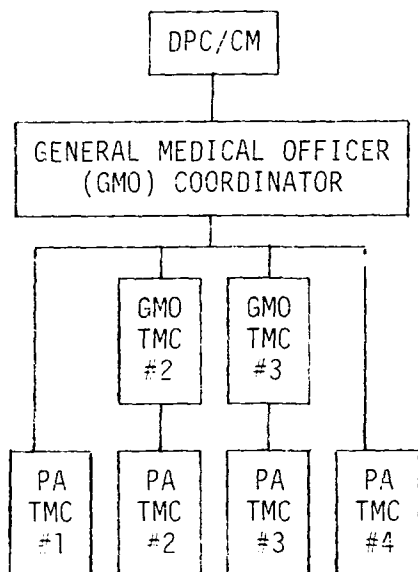 DPC/CM
GENERAL MEDICAL OFFICER
(GMO) COORDINATOR
GMO
TMC
#2
GMO
TMC
#3
PA
TMC
#1
PA
TMC
#2
PA
TMC
#3
PA
TMC
#4